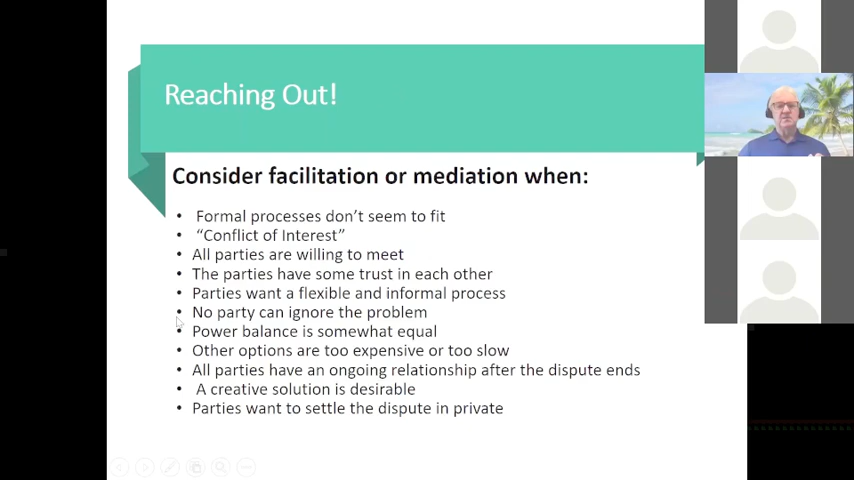 Reaching Out!
Consider facilitation or mediation when:
• Formal processes don't seem to fit
• "Conflict of Interest"
• All parties are willing to meet
• The parties have some trust in each other
• Parties want a flexible and informal process
• No party can ignore the problem
• Power balance is somewhat equal
• Other options are too expensive or too slow
• All parties have an ongoing relationship after the dispute ends
• A creative solution is desirable
• Parties want to settle the dispute in private